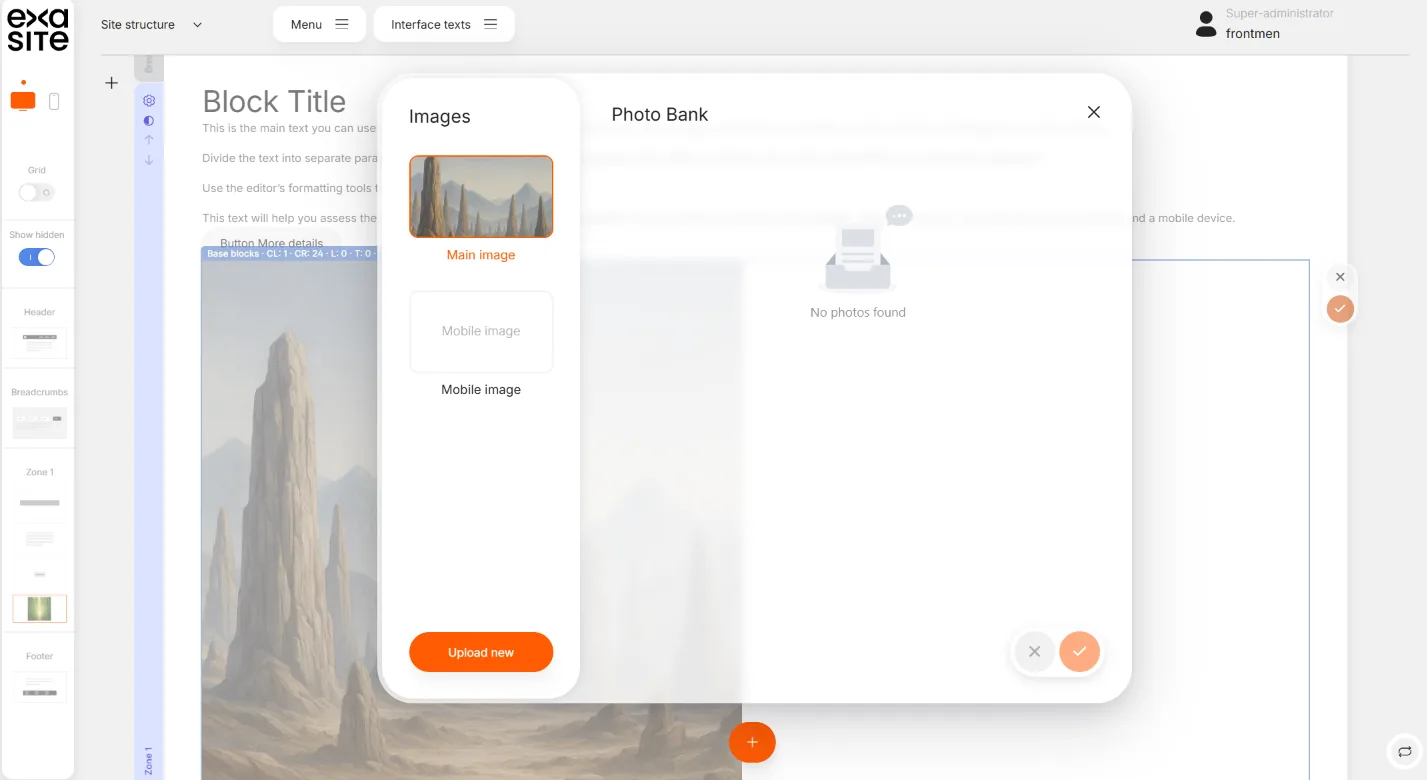 exa
SITE
Site structure
Menu
Interface texts
Super-administrator
frontmen
Grid
Show hidden
Header
Breadcrumbs
Zone 1
Footer
Zone 1
Block Title
This is the main text you can use
Divide the text into separate para
Use the editor's formatting tools t
This text will help you assess the
nd a mobile device.
Button More details
Base blocks · CL: 1 · CR: 24 · L: 0 · T: 0 ·
Images
Main image
Mobile image
Mobile image
Upload new
Photo Bank
No photos found